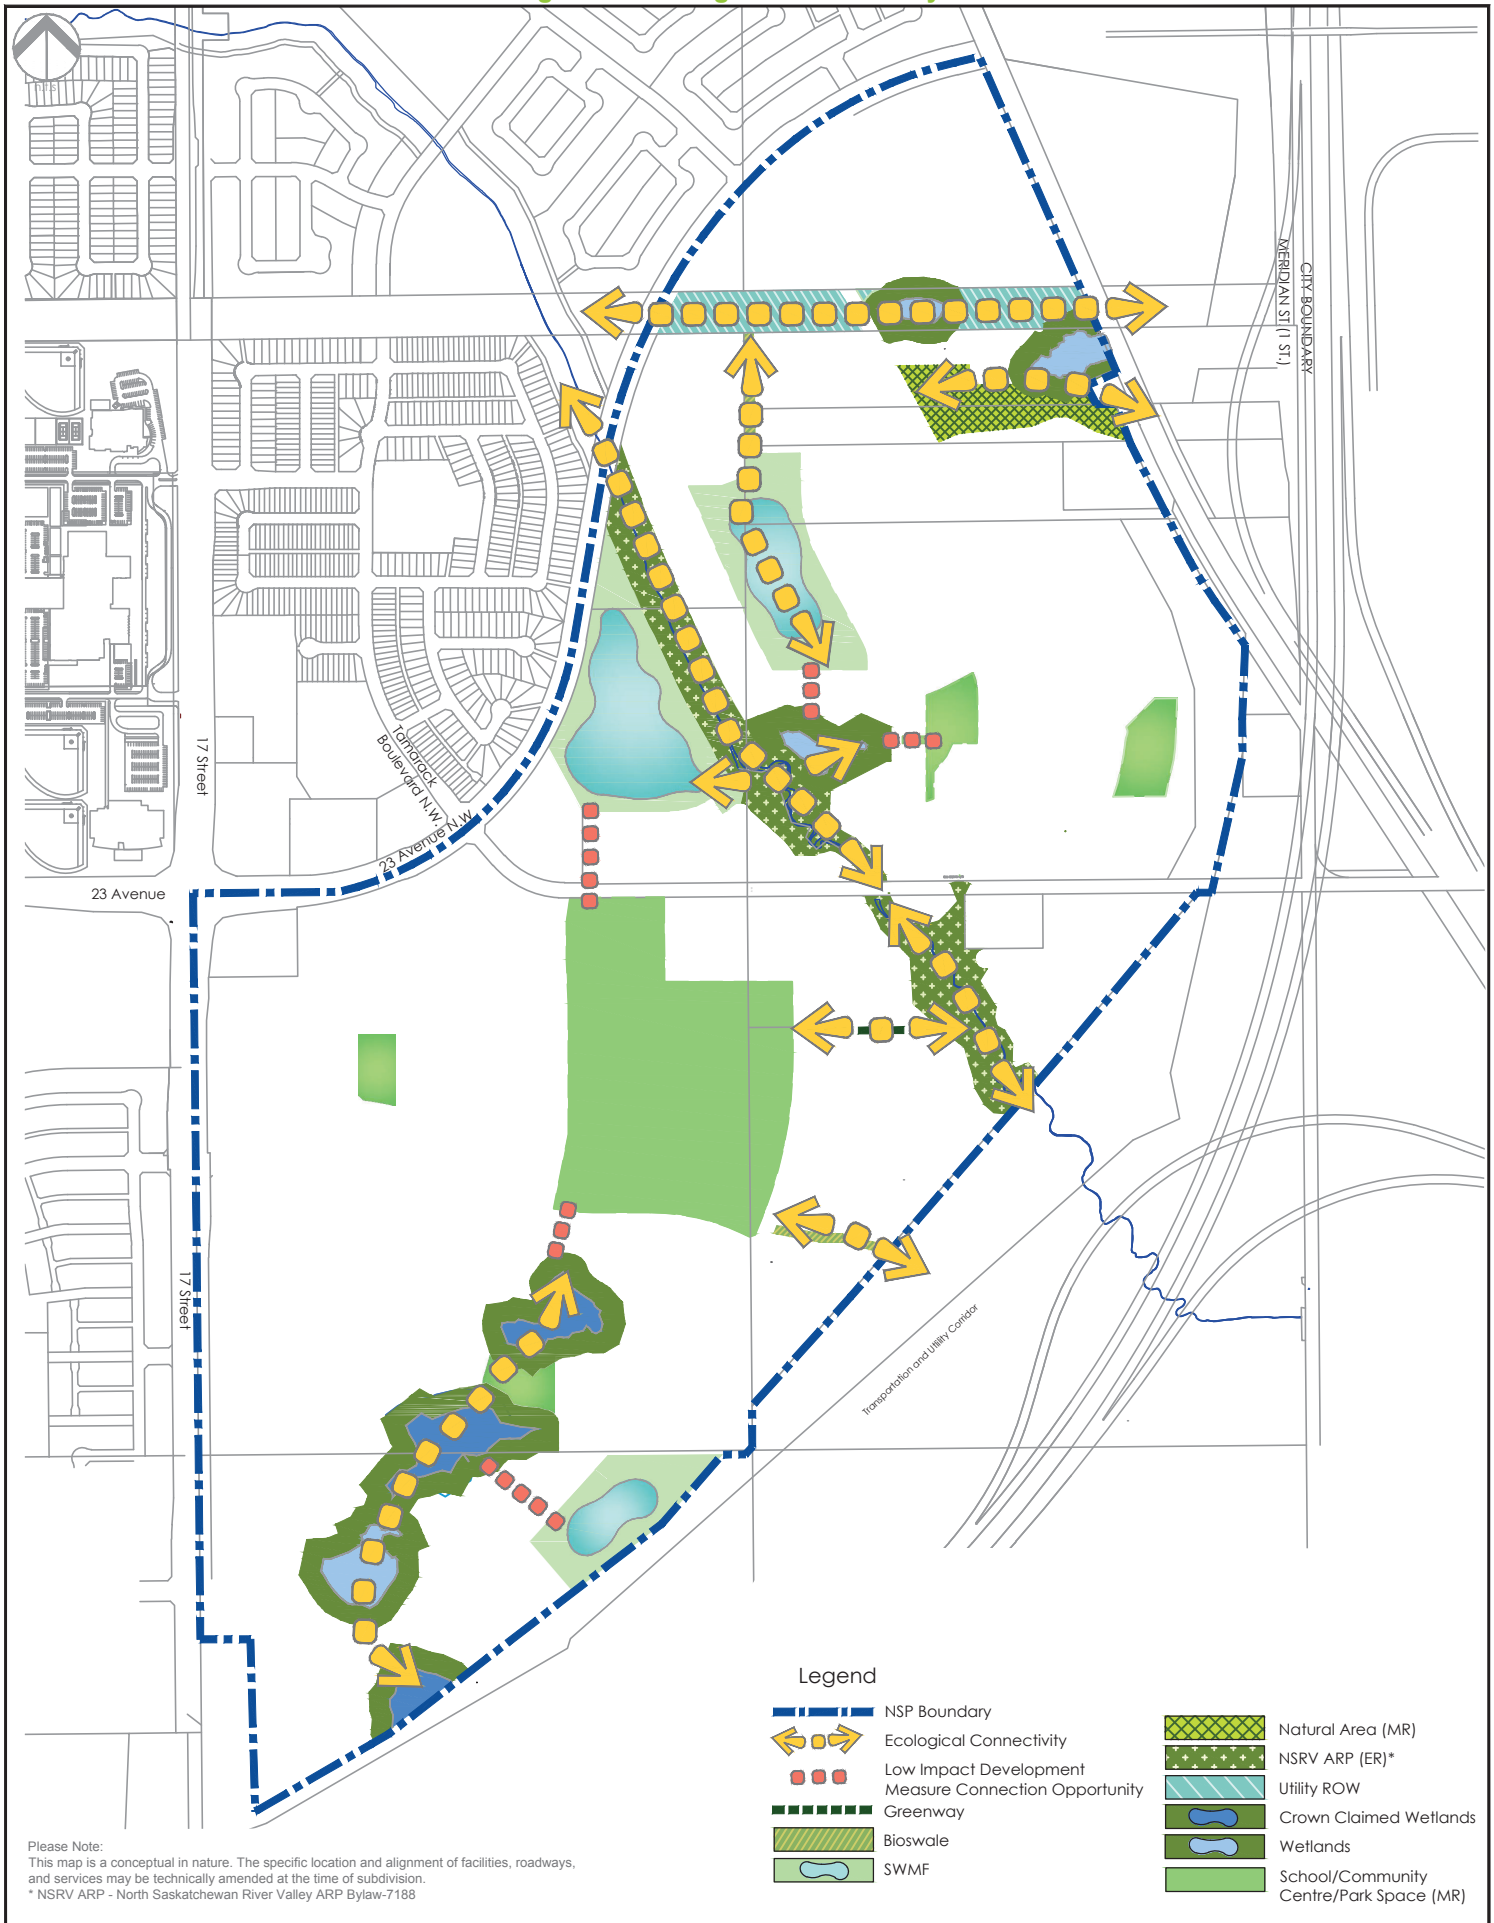 n.t.s
MERIDIAN ST (1 ST.)
CITY BOUNDARY
17 Street
Tamarack
Boulevard N.W.
23 Avenue N.W
23 Avenue
17 Street
Transportation and Utility Corridor
Legend
NSP Boundary
Ecological Connectivity
Low Impact Development
Measure Connection Opportunity
Greenway
Bioswale
SWMF
Natural Area (MR)
NSRV ARP (ER)*
Utility ROW
Crown Claimed Wetlands
Wetlands
School/Community
Centre/Park Space (MR)
Please Note:
This map is a conceptual in nature. The specific location and alignment of facilities, roadways,
and services may be technically amended at the time of subdivision.
* NSRV ARP - North Saskatchewan River Valley ARP Bylaw-7188